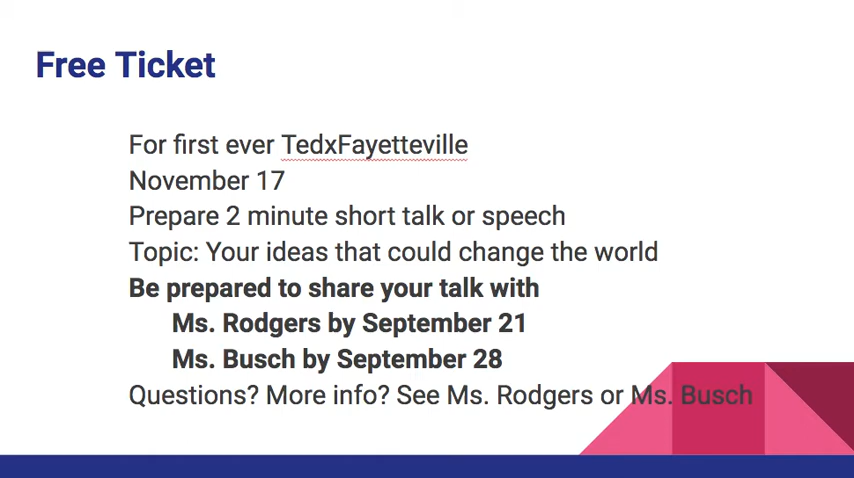 Free Ticket
For first ever TedxFayetteville
November 17
Prepare 2 minute short talk or speech
Topic: Your ideas that could change the world
Be prepared to share your talk with
Ms. Rodgers by September 21
Ms. Busch by September 28
Questions? More info? See Ms. Rodgers or Ms. Busch